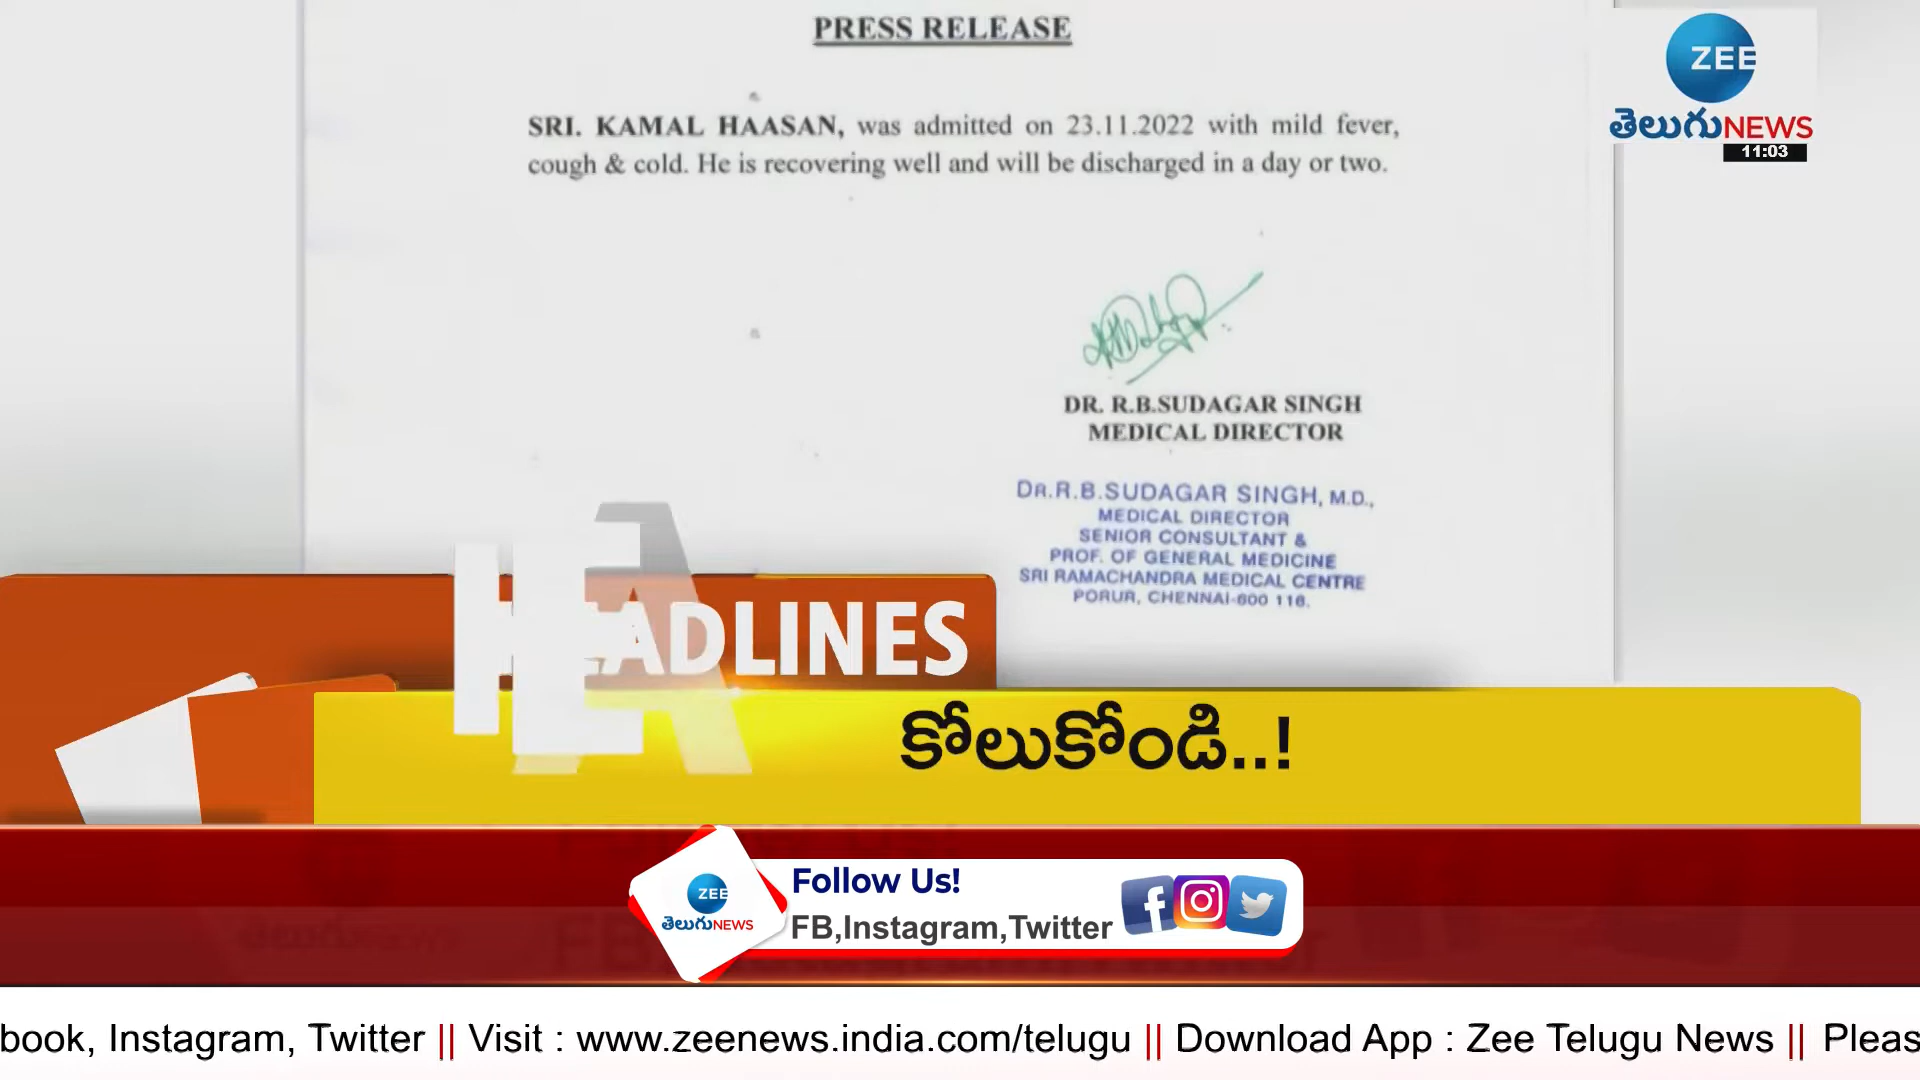 PRESS RELEASE
SRI. KAMAL HAASAN, was admitted on 23.11.2022 with mild fever,
cough & cold. He is recovering well and will be discharged in a day or two.
ZEE
తెలుగుNEWS
11:03
DR. R.B.SUDAGAR SINGH
MEDICAL DIRECTOR
DR.R.B.SUDAGAR SINGH, M.D.,
MEDICAL DIRECTOR
SENIOR CONSULTANT &
PROF. OF GENERAL MEDICINE
SRI RAMACHANDRA MEDICAL CENTRE
PORUR, CHENNAI-600 116.
HEADLINES
కోలుకోండి..!
ZEE
తెలుగుNEWS
Follow Us!
FB,Instagram,Twitter
book, Instagram, Twitter || Visit : www.zeenews.india.com/telugu || Download App : Zee Telugu News || Pleas